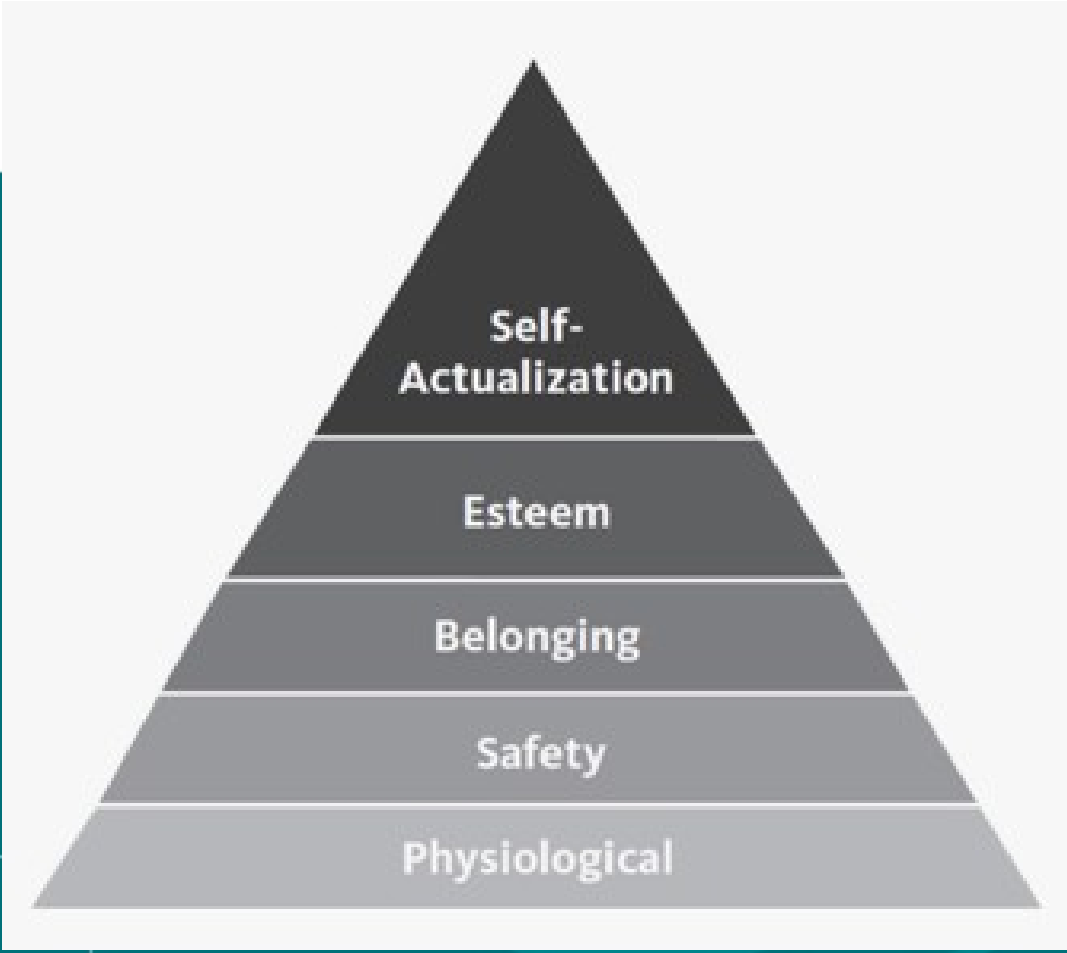 Self-
Actualization
Esteem
Belonging
Safety
Physiological